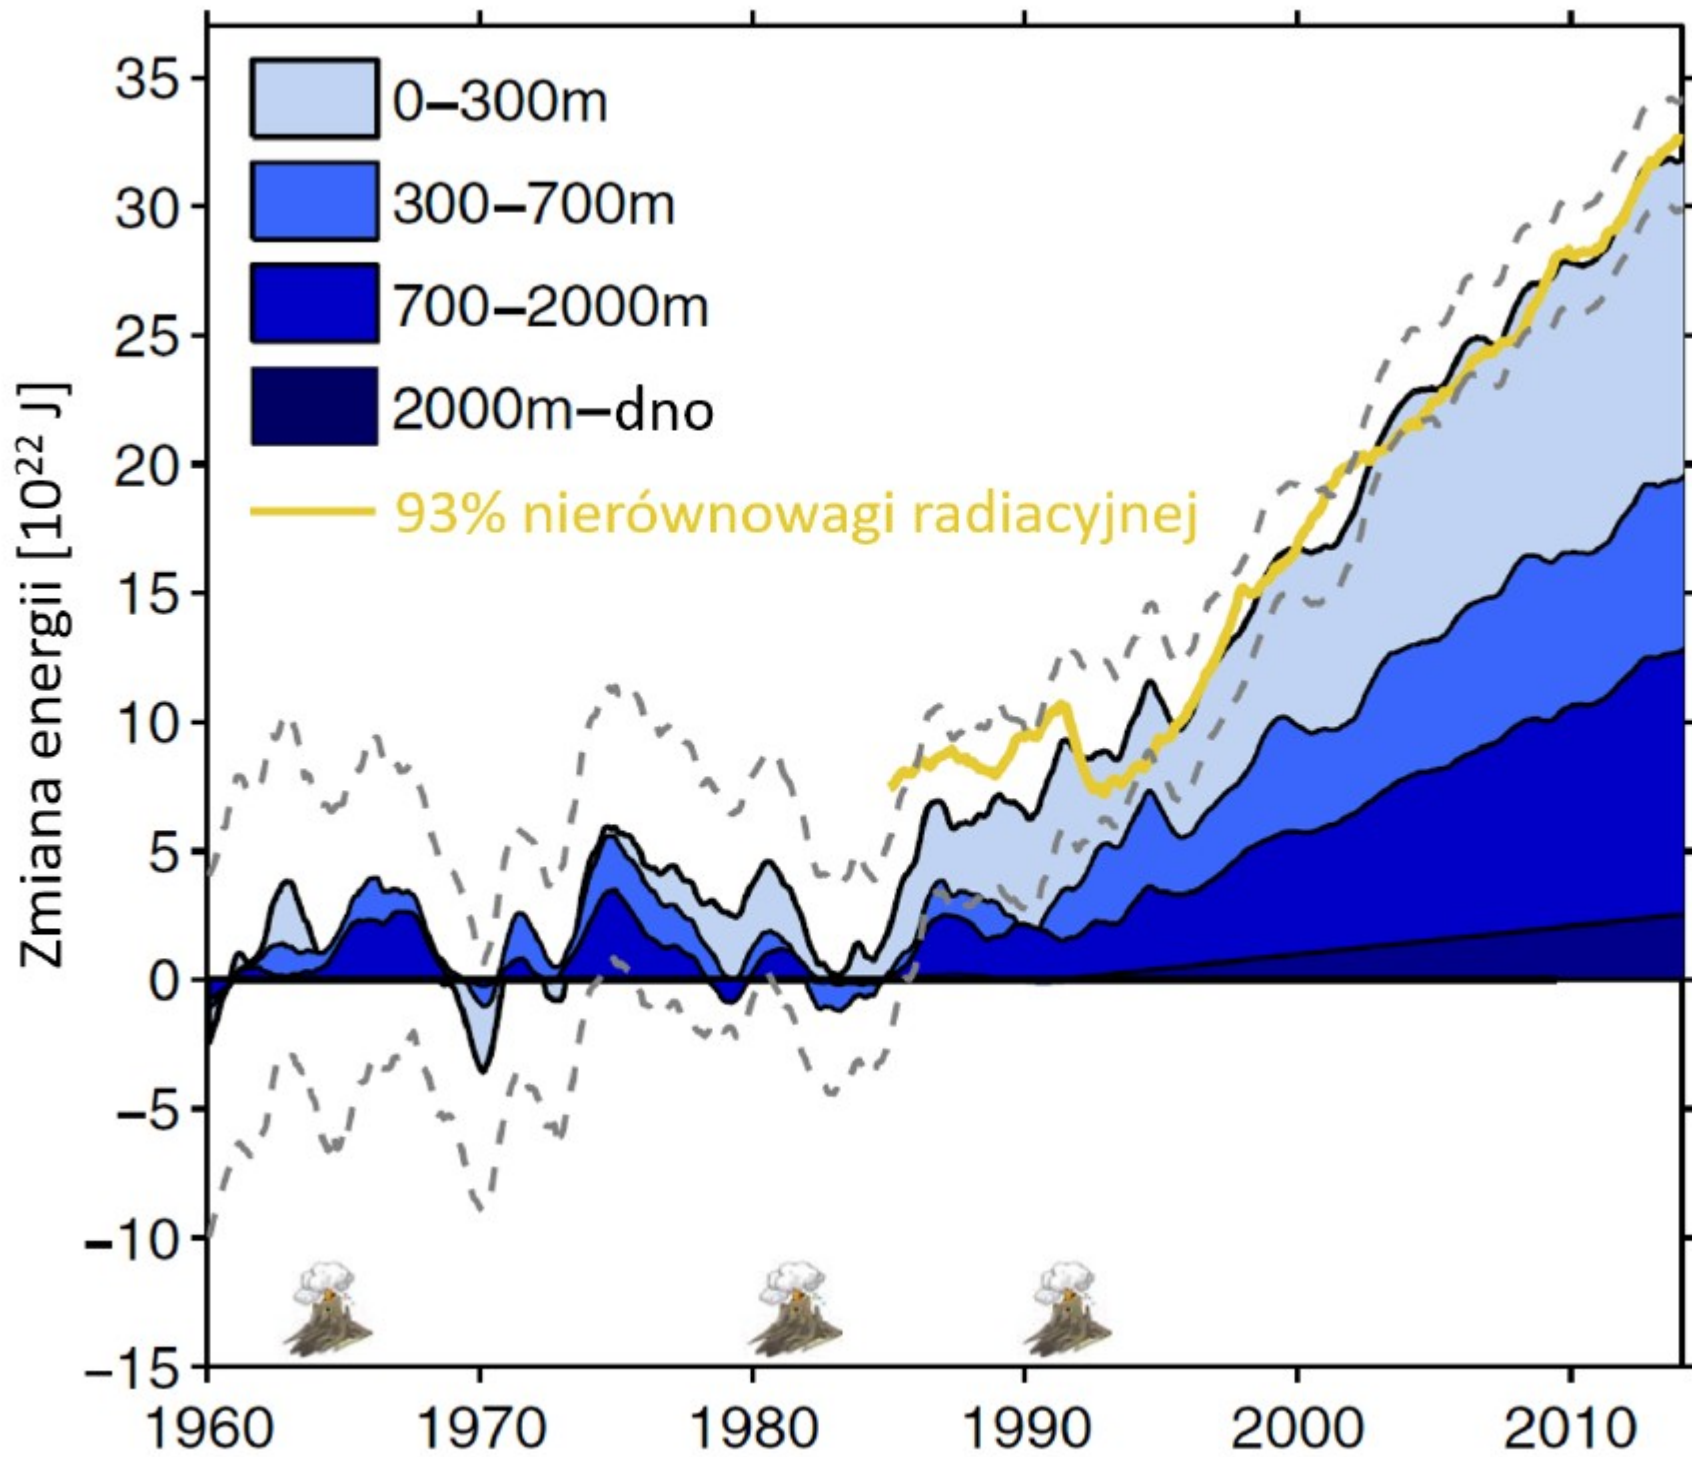 35
30
25
20
15
10
5
0
−5
−10
−15
Zmiana energii [10²² J]
0−300m
300−700m
700−2000m
2000m−dno
93% nierównowagi radiacyjnej
1960 1970 1980 1990 2000 2010